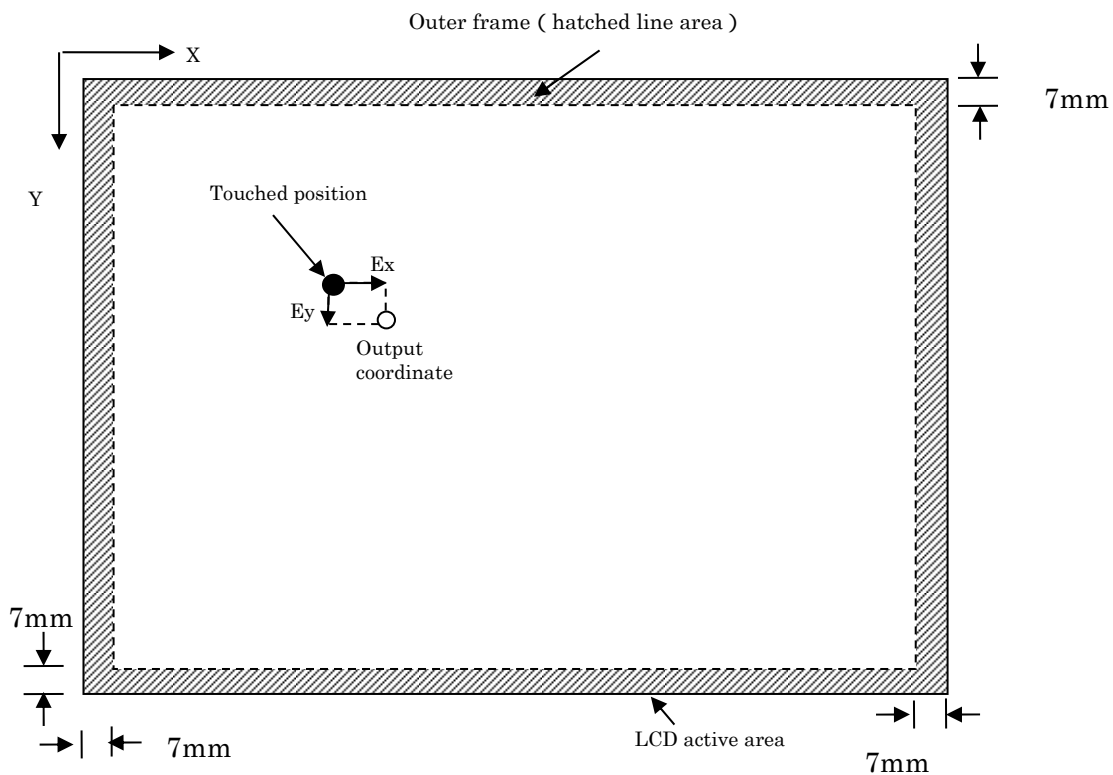 Outer frame ( hatched line area )
X
7mm
Y
Touched position
Ex
Ey
Output
coordinate
7mm
7mm
LCD active area
7mm